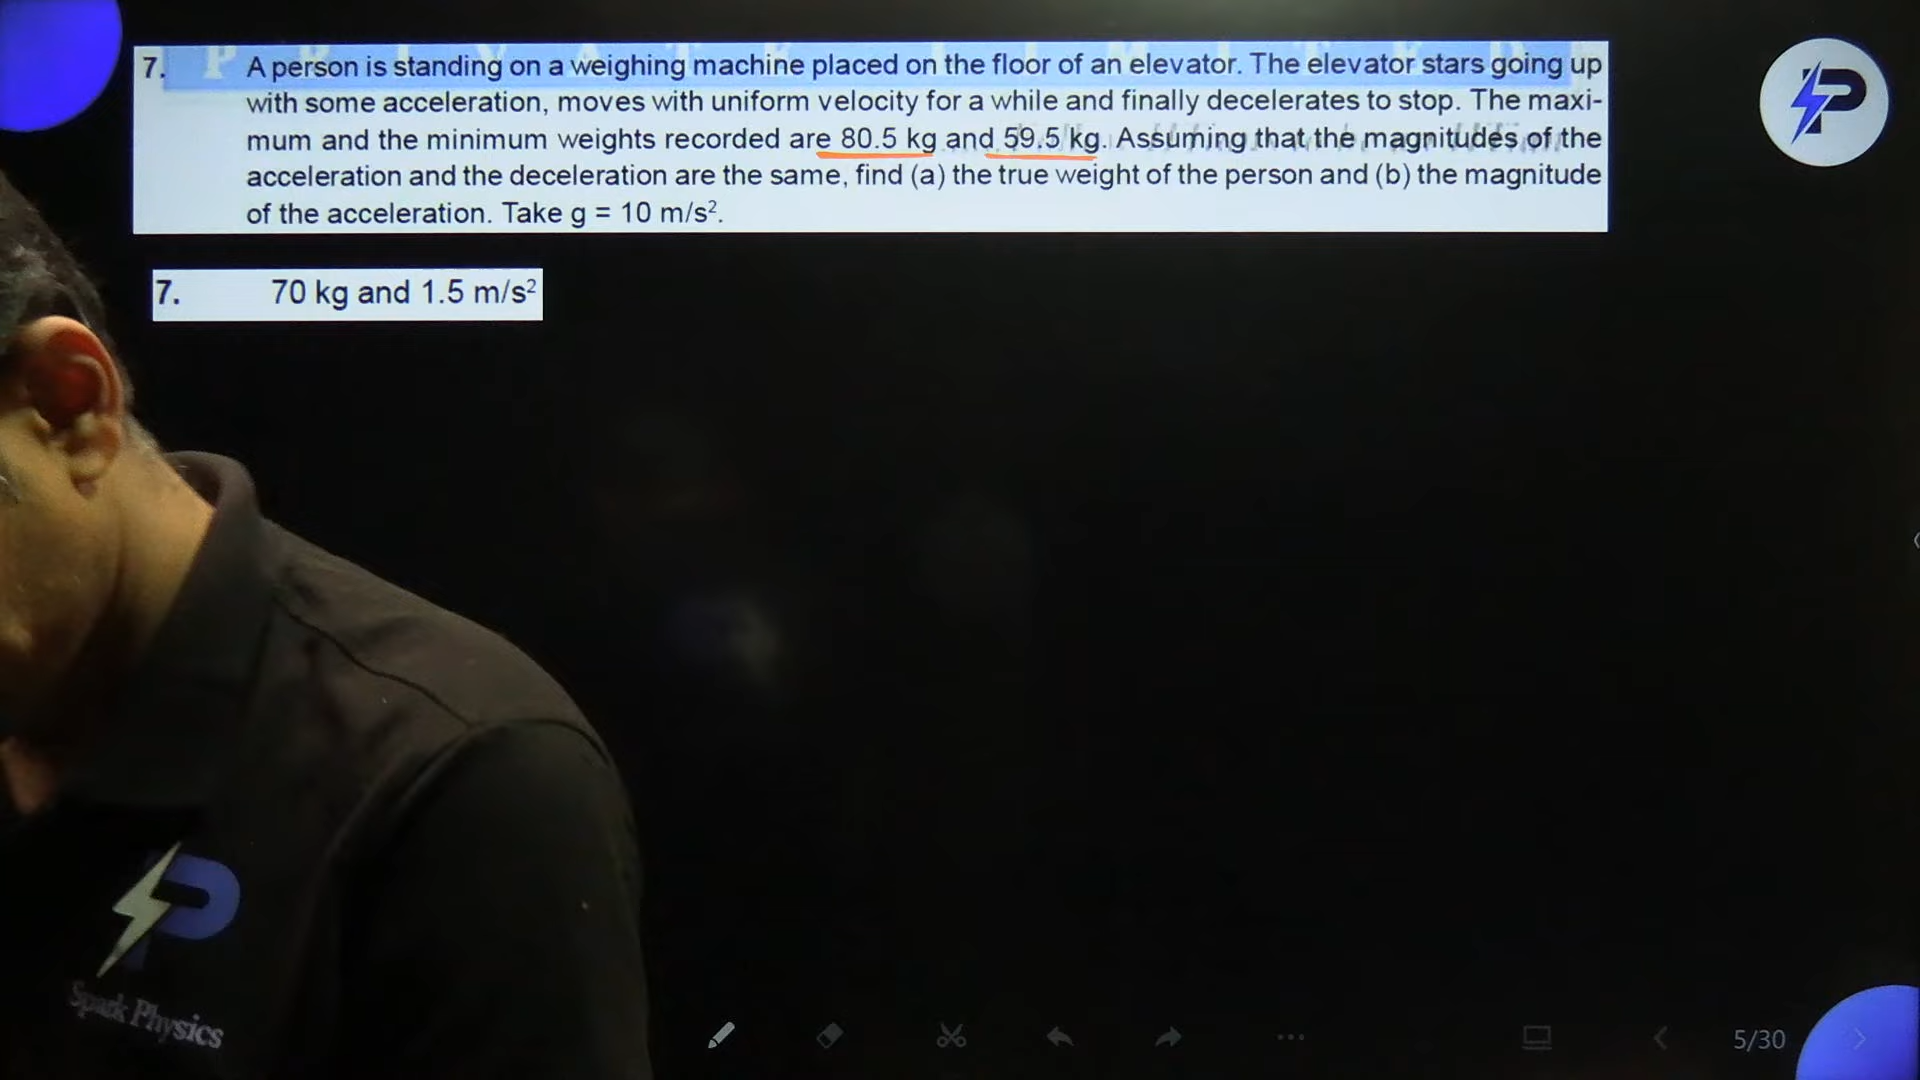 7. A person is standing on a weighing machine placed on the floor of an elevator. The elevator stars going up
with some acceleration, moves with uniform velocity for a while and finally decelerates to stop. The maxi-
mum and the minimum weights recorded are 80.5 kg and 59.5 kg. Assuming that the magnitudes of the
acceleration and the deceleration are the same, find (a) the true weight of the person and (b) the magnitude
of the acceleration. Take g = 10 m/s².
7. 70 kg and 1.5 m/s²
P
P
Spark Physics
5/30